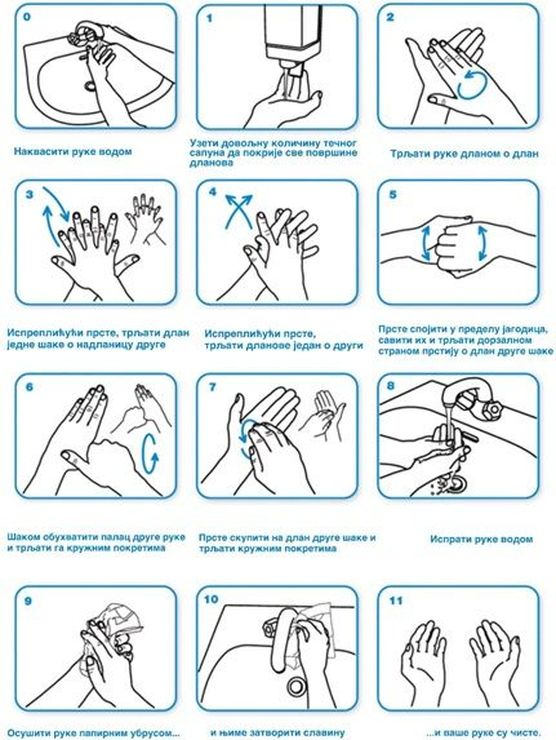 0
Наквасити руке водом
1
Узети довољну количину течног
сапуна да покрије све површине
дланова
2
Трљати руке дланом о длан
3
Испреплићући прсте, трљати длан
једне шаке о надланицу друге
4
Испреплићући прсте,
трљати дланове један о други
5
Прсте спојити у пределу јагодица,
савити их и трљати дорзалном
страном прстију о длан друге шаке
6
Шаком обухватити палац друге руке
и трљати га кружним покретима
7
Прсте скупити на длан друге шаке и
трљати кружним покретима
8
Испрати руке водом
9
Осушити руке папирним убрусом...
10
и њиме затворити славину
11
...и ваше руке су чисте.